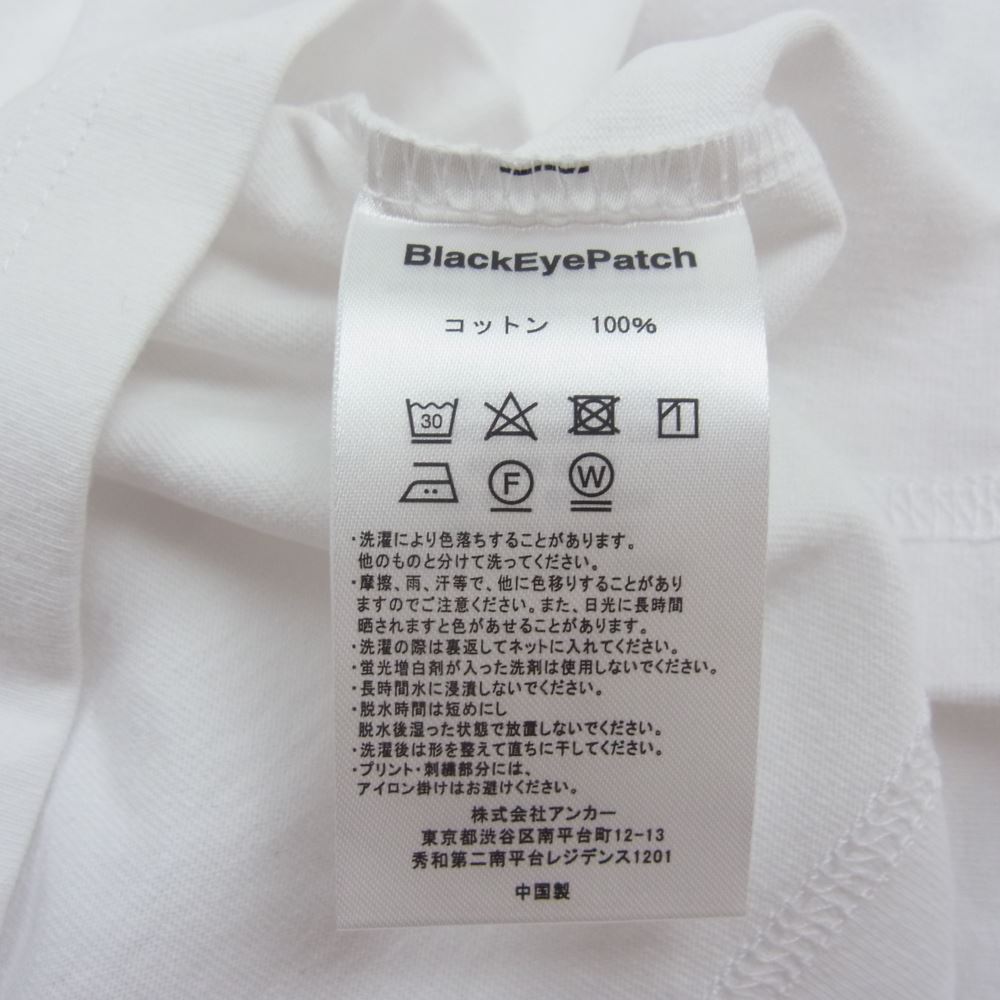 BlackEyePatch
コットン 100%
30
F
W
・洗濯により色落ちすることがあります。
他のものと分けて洗ってください。
・摩擦、雨、汗等で、他に色移りすることがあり
ますのでご注意ください。また、日光に長時間
晒されますと色があせることがあります。
・洗濯の際は裏返してネットに入れてください。
・蛍光増白剤が入った洗剤は使用しないでください。
・長時間水に浸漬しないでください。
・脱水時間は短めにし
脱水後湿った状態で放置しないでください。
・洗濯後は形を整えて直ちに干してください。
・プリント・刺繍部分には、
アイロン掛けはお避けください。
株式会社アンカー
東京都渋谷区南平台町12-13
秀和第二南平台レジデンス1201
中国製